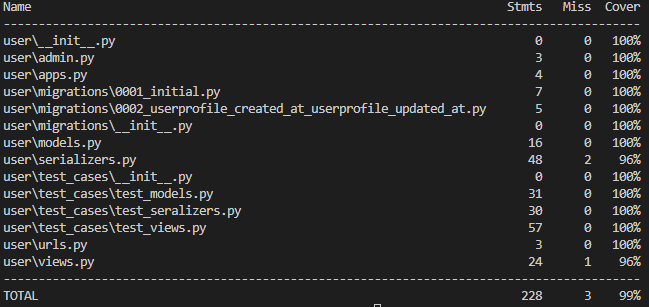 Name Stmts Miss Cover
--------------------------------------------------------------------------------------
user\__init__.py 0 0 100%
user\admin.py 3 0 100%
user\apps.py 4 0 100%
user\migrations\0001_initial.py 7 0 100%
user\migrations\0002_userprofile_created_at_userprofile_updated_at.py 5 0 100%
user\migrations\__init__.py 0 0 100%
user\models.py 16 0 100%
user\serializers.py 48 2 96%
user\test_cases\__init__.py 0 0 100%
user\test_cases\test_models.py 31 0 100%
user\test_cases\test_seralizers.py 30 0 100%
user\test_cases\test_views.py 57 0 100%
user\urls.py 3 0 100%
user\views.py 24 1 96%
--------------------------------------------------------------------------------------
TOTAL 228 3 99%